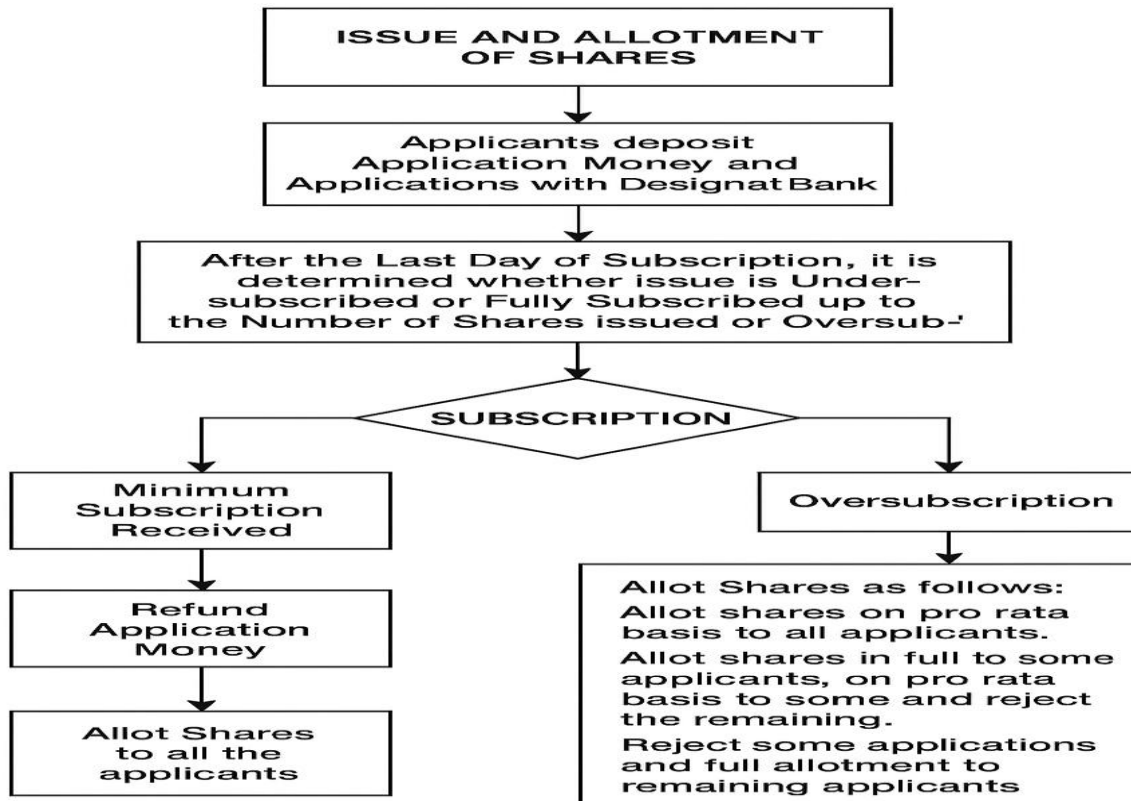 ISSUE AND ALLOTMENT
OF SHARES
Applicants deposit
Application Money and
Applications with Designat Bank
After the Last Day of Subscription, it is
determined whether issue is Under-
subscribed or Fully Subscribed up to
the Number of Shares issued or Oversub-'
SUBSCRIPTION
Minimum
Subscription
Received
Refund
Application
Money
Allot Shares
to all the
applicants
Oversubscription
Allot Shares as follows:
Allot shares on pro rata
basis to all applicants.
Allot shares in full to some
applicants, on pro rata
basis to some and reject
the remaining.
Reject some applications
and full allotment to
remaining applicants